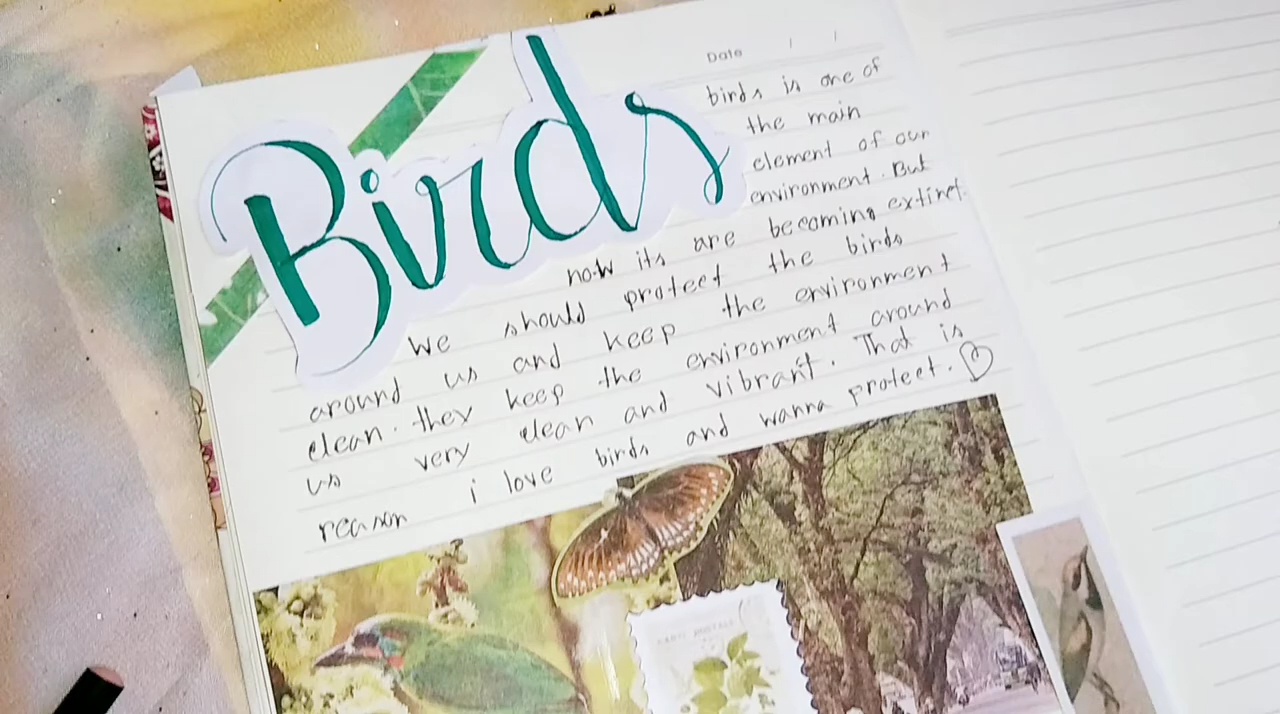 Birds
Date
birds is one of
the main
element of our
environment. But
now its are becoming extinct.
We should protect the birds
around us and keep the environment
clean. they keep the environment around
us very clean and vibrant. That is
reason i love birds and wanna protect.
CARTE POSTALE